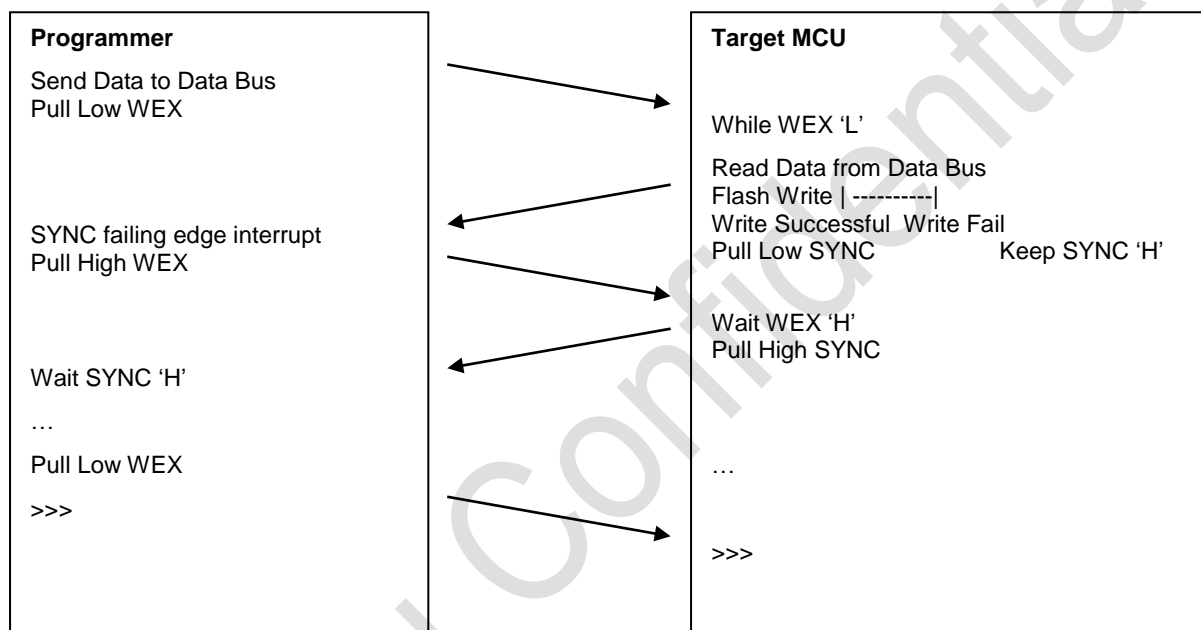 Programmer
Send Data to Data Bus
Pull Low WEX
SYNC failing edge interrupt
Pull High WEX
Wait SYNC ‘H’
…
Pull Low WEX
>>>
Target MCU
While WEX ‘L’
Read Data from Data Bus
Flash Write | -----------|
Write Successful Write Fail
Pull Low SYNC Keep SYNC ‘H’
Wait WEX ‘H’
Pull High SYNC
…
>>>
Confidential